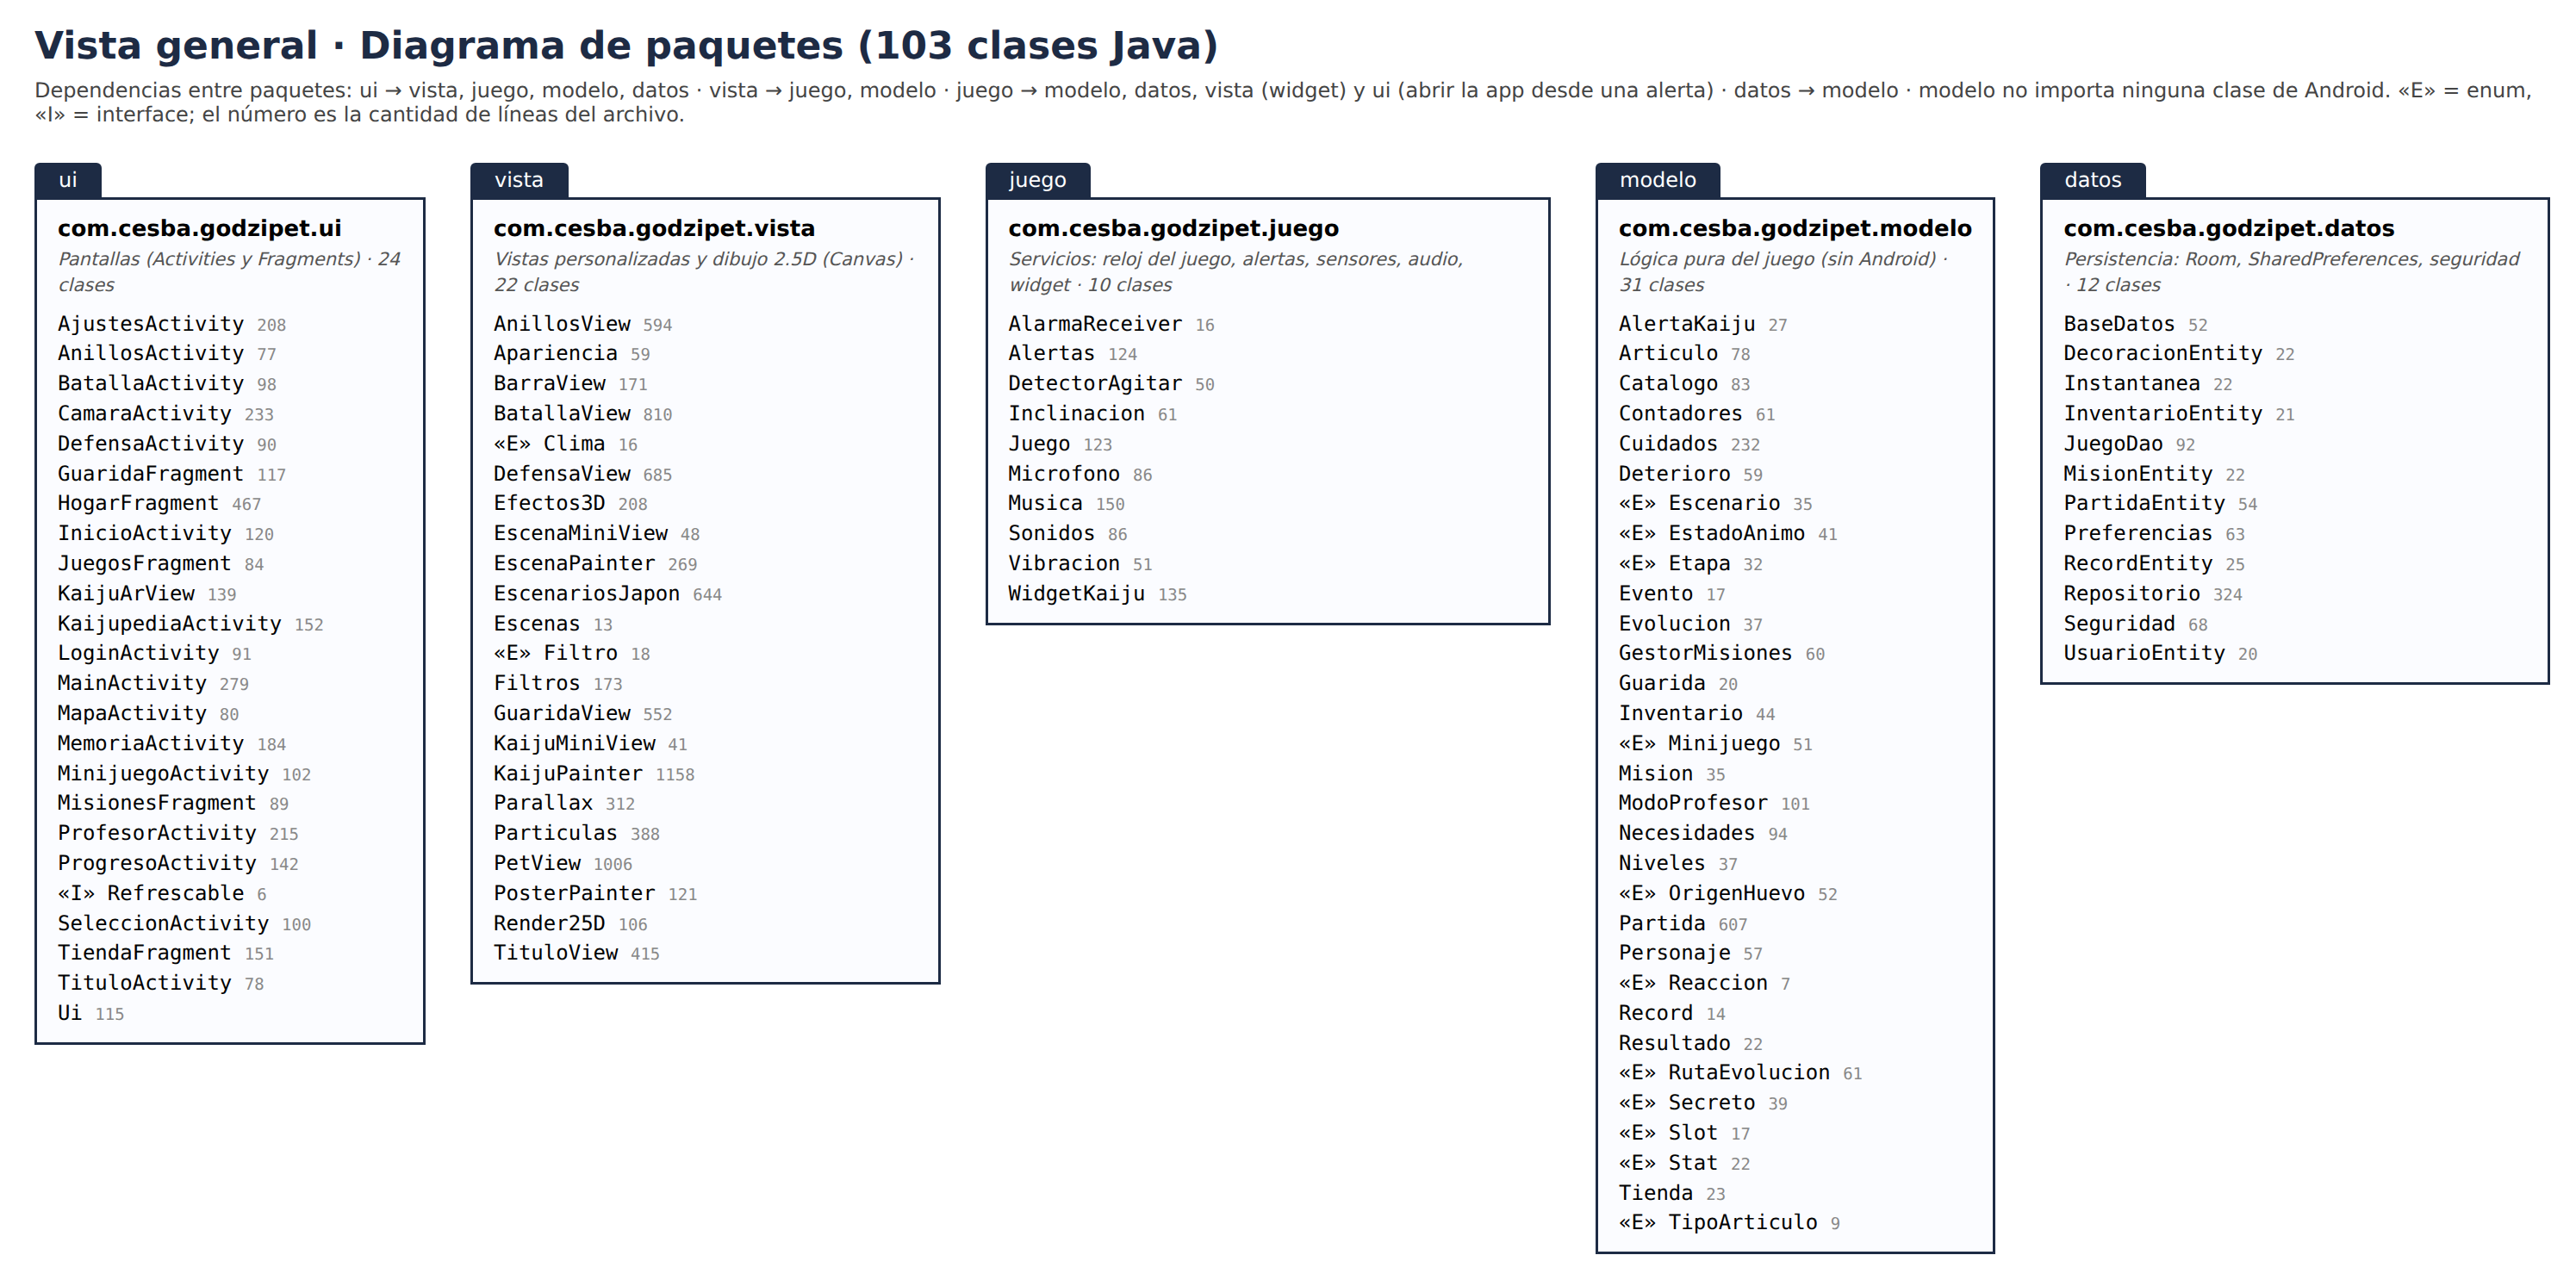 Vista general · Diagrama de paquetes (103 clases Java)
Dependencias entre paquetes: ui → vista, juego, modelo, datos · vista → juego, modelo · juego → modelo, datos, vista (widget) y ui (abrir la app desde una alerta) · datos → modelo · modelo no importa ninguna clase de Android. «E» = enum,
«I» = interface; el número es la cantidad de líneas del archivo.
ui
com.cesba.godzipet.ui
Pantallas (Activities y Fragments) · 24
clases
AjustesActivity 208
AnillosActivity 77
BatallaActivity 98
CamaraActivity 233
DefensaActivity 90
GuaridaFragment 117
HogarFragment 467
InicioActivity 120
JuegosFragment 84
KaijuArView 139
KaijupediaActivity 152
LoginActivity 91
MainActivity 279
MapaActivity 80
MemoriaActivity 184
MinijuegoActivity 102
MisionesFragment 89
ProfesorActivity 215
ProgresoActivity 142
«I» Refrescable 6
SeleccionActivity 100
TiendaFragment 151
TituloActivity 78
Ui 115
vista
com.cesba.godzipet.vista
Vistas personalizadas y dibujo 2.5D (Canvas) ·
22 clases
AnillosView 594
Apariencia 59
BarraView 171
BatallaView 810
«E» Clima 16
DefensaView 685
Efectos3D 208
EscenaMiniView 48
EscenaPainter 269
EscenariosJapon 644
Escenas 13
«E» Filtro 18
Filtros 173
GuaridaView 552
KaijuMiniView 41
KaijuPainter 1158
Parallax 312
Particulas 388
PetView 1006
PosterPainter 121
Render25D 106
TituloView 415
juego
com.cesba.godzipet.juego
Servicios: reloj del juego, alertas, sensores, audio,
widget · 10 clases
AlarmaReceiver 16
Alertas 124
DetectorAgitar 50
Inclinacion 61
Juego 123
Microfono 86
Musica 150
Sonidos 86
Vibracion 51
WidgetKaiju 135
modelo
com.cesba.godzipet.modelo
Lógica pura del juego (sin Android) ·
31 clases
AlertaKaiju 27
Articulo 78
Catalogo 83
Contadores 61
Cuidados 232
Deterioro 59
«E» Escenario 35
«E» EstadoAnimo 41
«E» Etapa 32
Evento 17
Evolucion 37
GestorMisiones 60
Guarida 20
Inventario 44
«E» Minijuego 51
Mision 35
ModoProfesor 101
Necesidades 94
Niveles 37
«E» OrigenHuevo 52
Partida 607
Personaje 57
«E» Reaccion 7
Record 14
Resultado 22
«E» RutaEvolucion 61
«E» Secreto 39
«E» Slot 17
«E» Stat 22
Tienda 23
«E» TipoArticulo 9
datos
com.cesba.godzipet.datos
Persistencia: Room, SharedPreferences, seguridad
· 12 clases
BaseDatos 52
DecoracionEntity 22
Instantanea 22
InventarioEntity 21
JuegoDao 92
MisionEntity 22
PartidaEntity 54
Preferencias 63
RecordEntity 25
Repositorio 324
Seguridad 68
UsuarioEntity 20